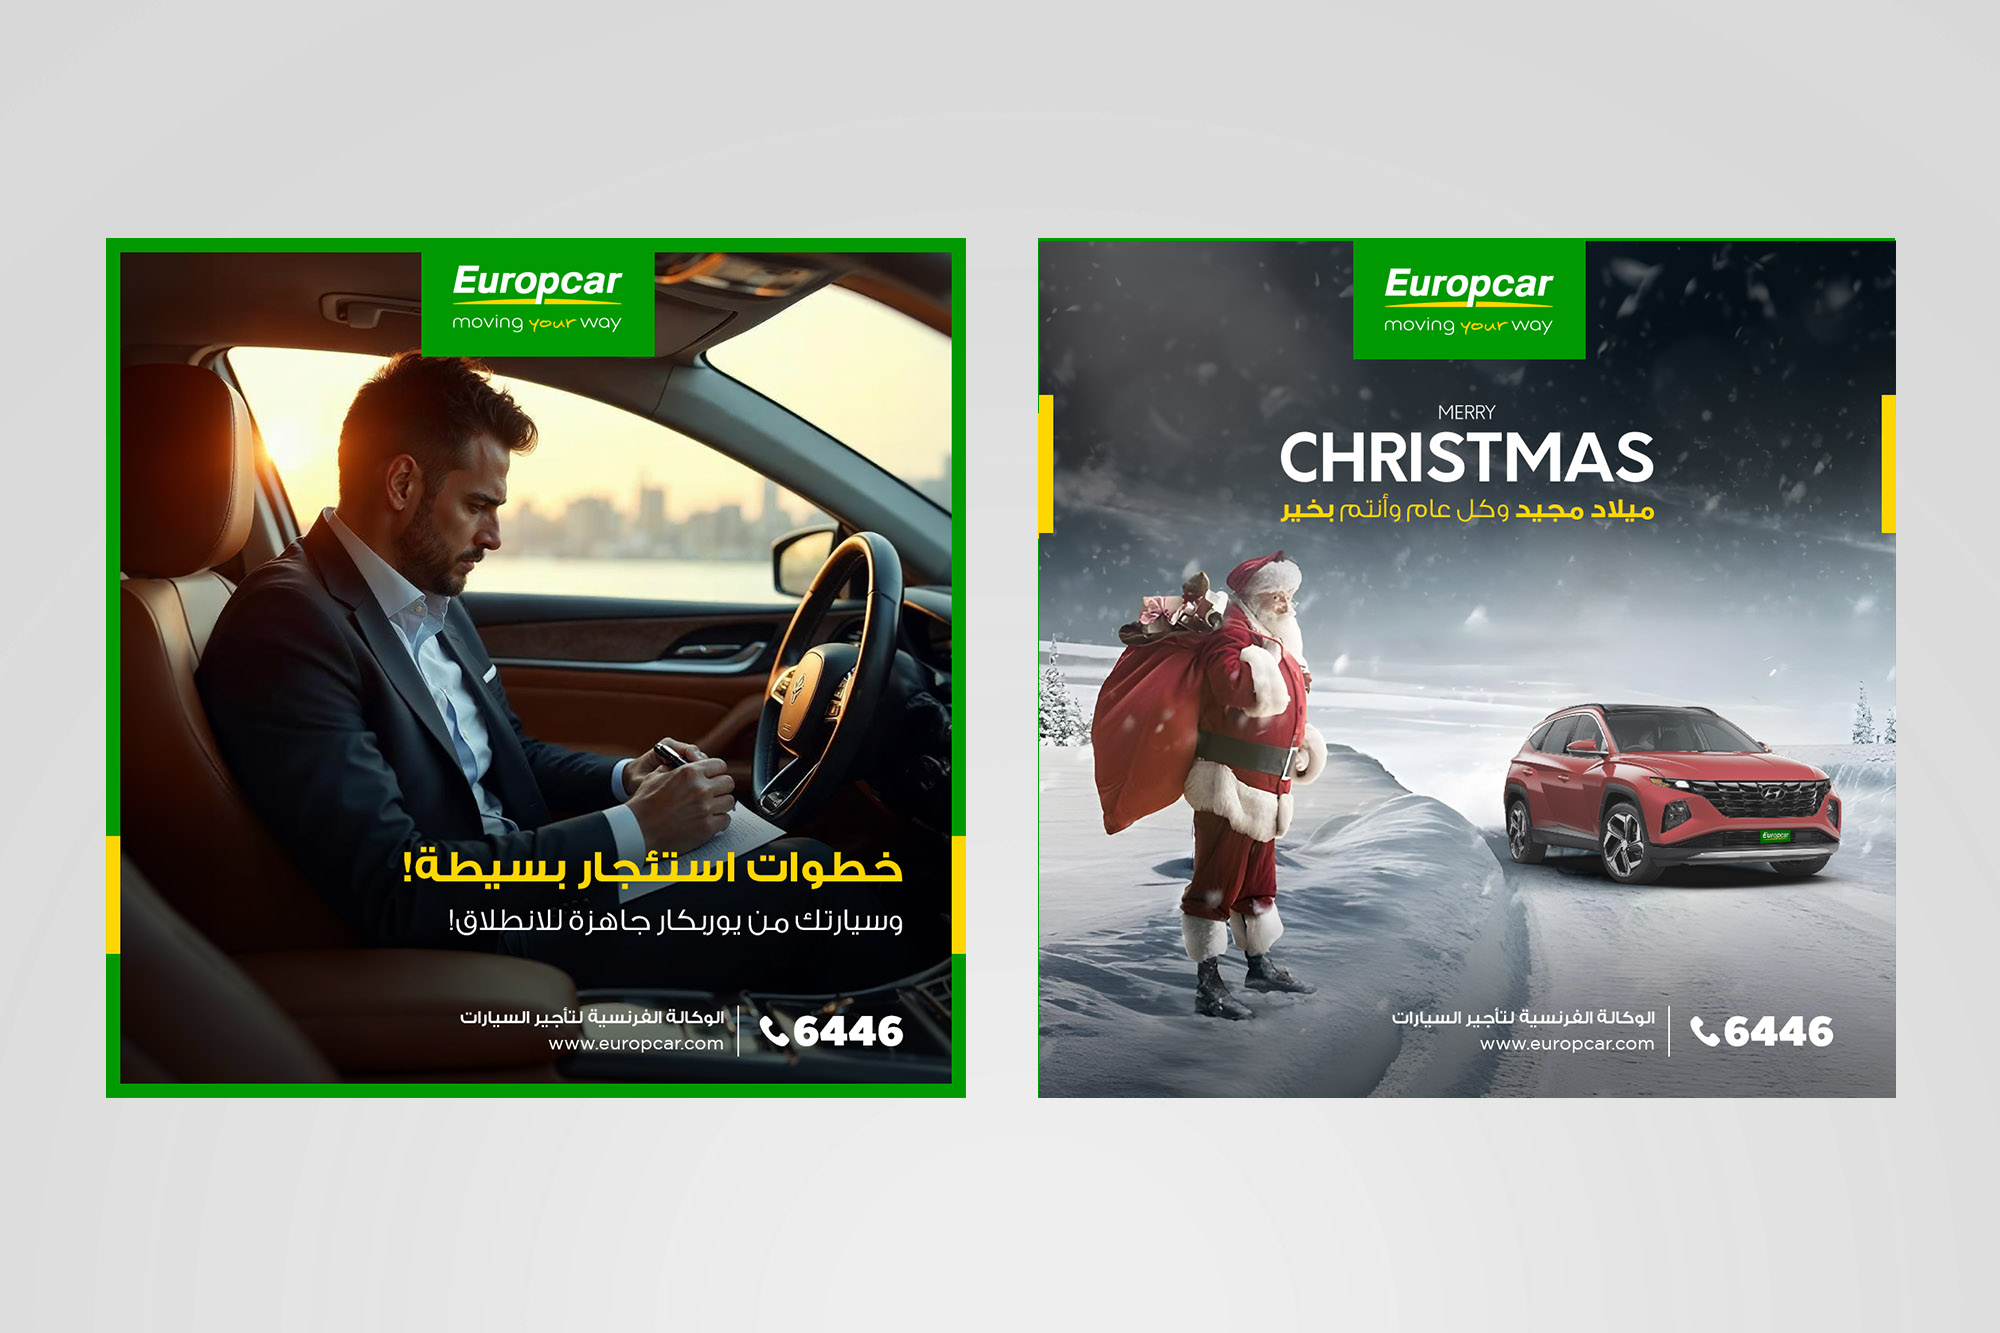 Europcar
moving your way
خطوات استئجار بسيطة!
وسيارتك من يوربكار جاهزة للانطلاق!
الوكالة الفرنسية لتأجير السيارات
www.europcar.com
6446
Europcar
moving your way
MERRY
CHRISTMAS
ميلاد مجيد وكل عام وأنتم بخير
Europcar
الوكالة الفرنسية لتأجير السيارات
www.europcar.com
6446